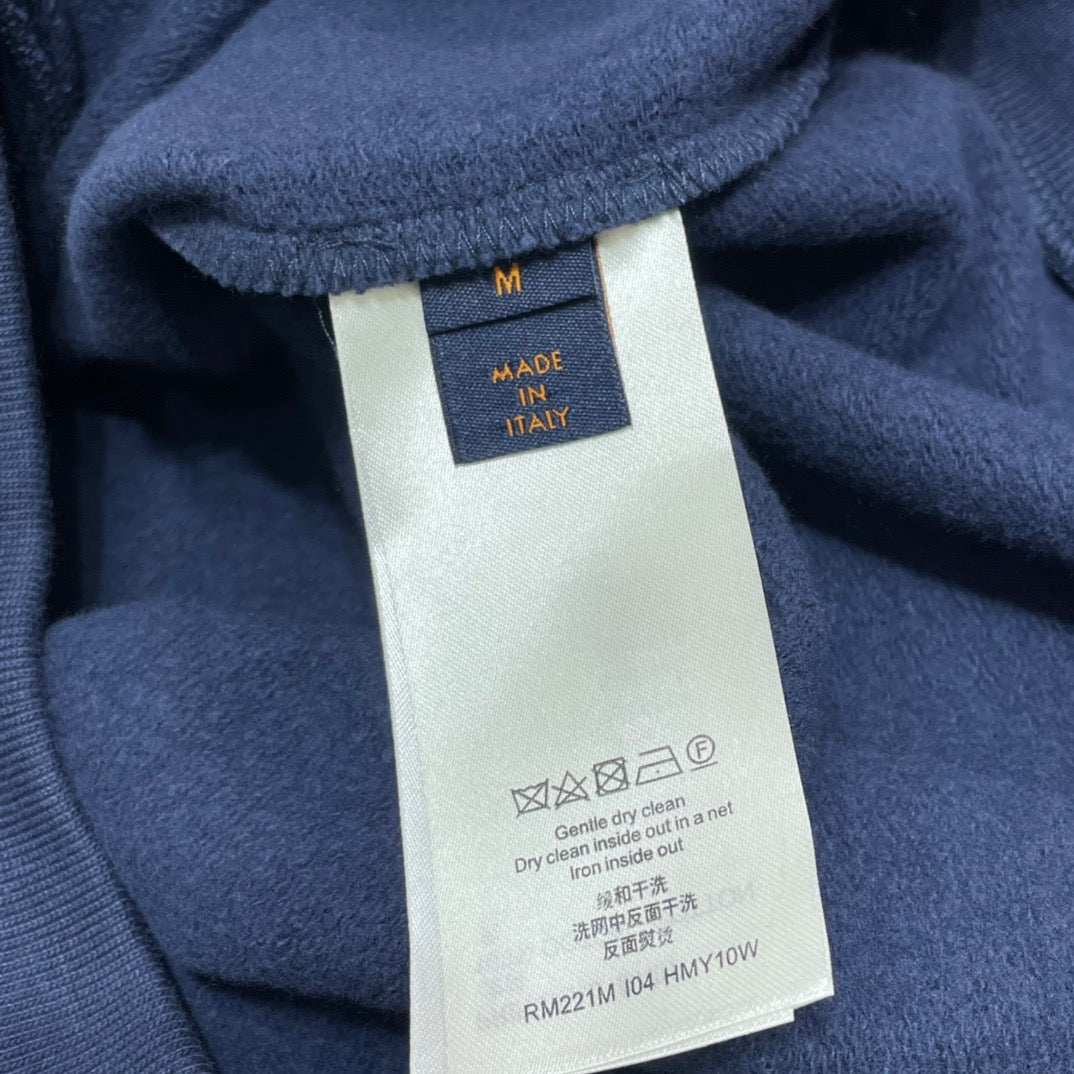 M
MADE
IN
ITALY
F
Gentle dry clean
Dry clean inside out in a net
Iron inside out
缓和干洗
洗网中反面干洗
反面熨烫
RM221M I04 HMY10W